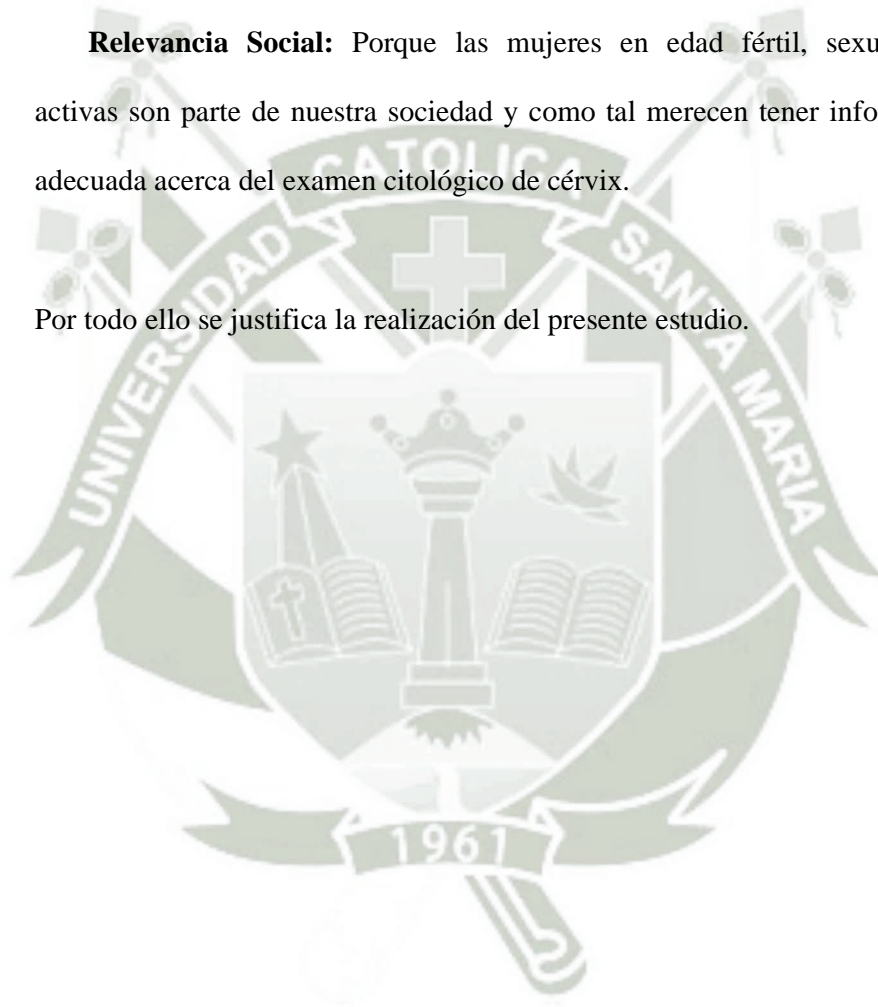 Relevancia Social: Porque las mujeres en edad fértil, sexu
activas son parte de nuestra sociedad y como tal merecen tener info
adecuada acerca del examen citológico de cérvix.
Por todo ello se justifica la realización del presente estudio.
UNIVERSIDAD CATOLICA SANTA MARIA
1961